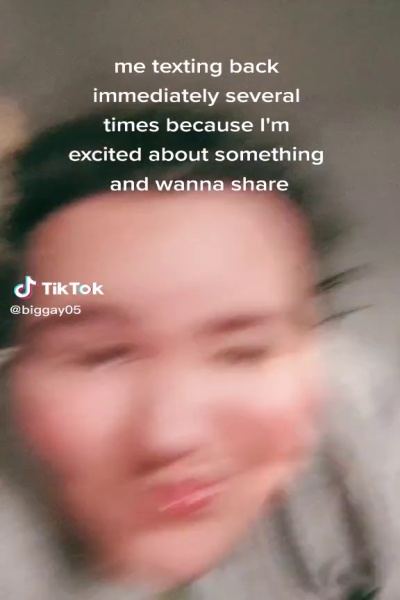 me texting back
immediately several
times because I'm
excited about something
and wanna share
TikTok
@biggay05